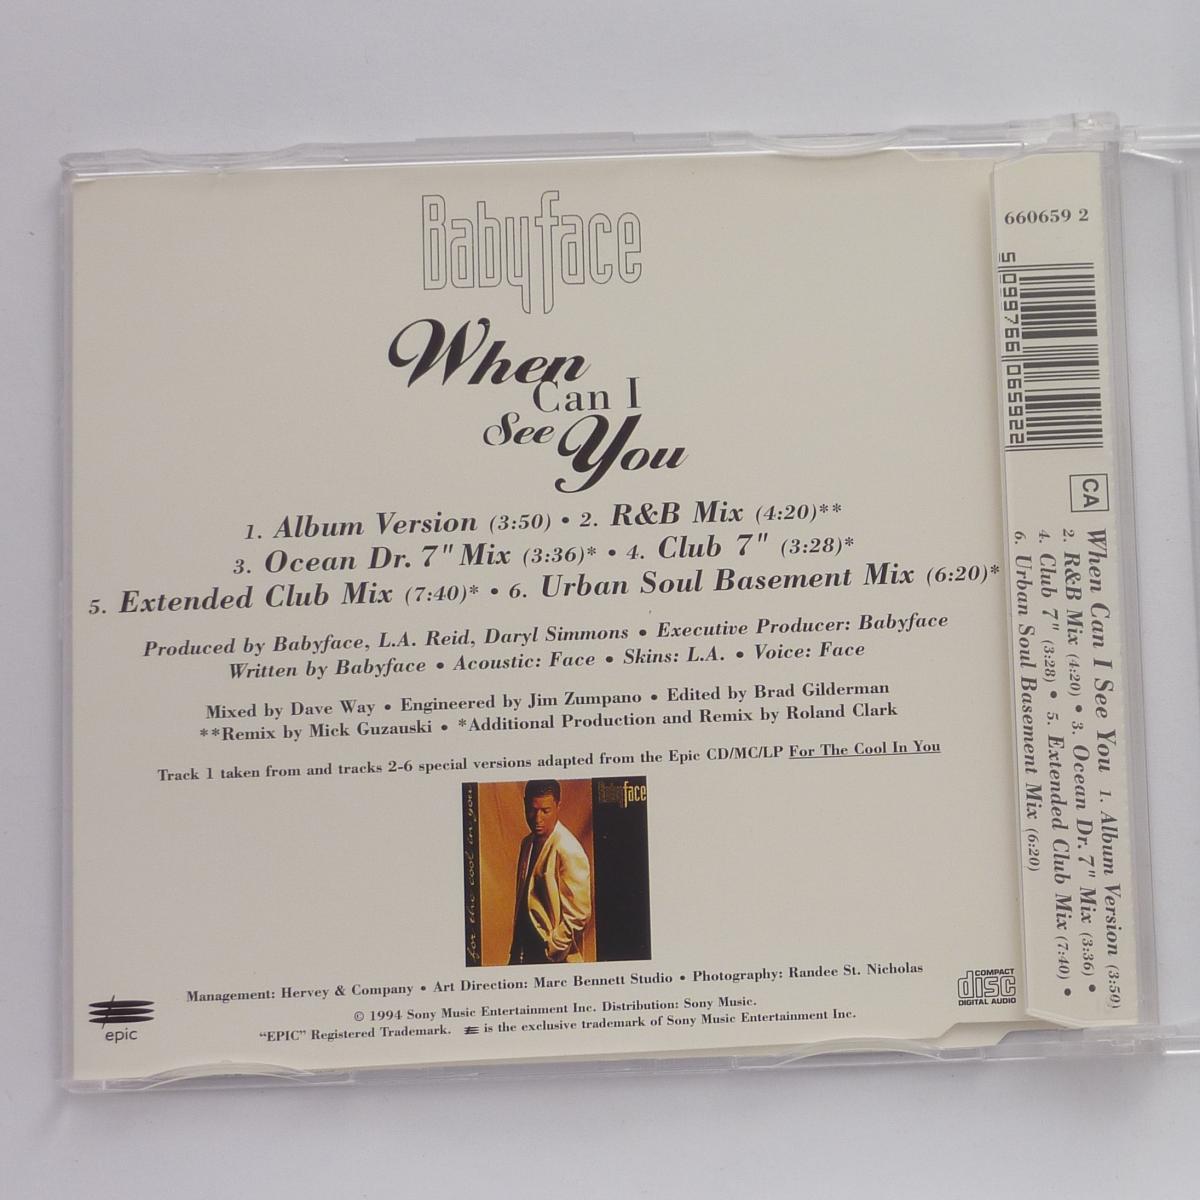 Babyface
When
Can I
See You
1. Album Version (3:50) • 2. R&B Mix (4:20)**
3. Ocean Dr. 7" Mix (3:36)* • 4. Club 7" (3:28)*
5. Extended Club Mix (7:40)* • 6. Urban Soul Basement Mix (6:20)*
Produced by Babyface, L.A. Reid, Daryl Simmons • Executive Producer: Babyface
Written by Babyface • Acoustic: Face • Skins: L.A. • Voice: Face
Mixed by Dave Way • Engineered by Jim Zumpano • Edited by Brad Gilderman
**Remix by Mick Guzauski • *Additional Production and Remix by Roland Clark
Track 1 taken from and tracks 2-6 special versions adapted from the Epic CD/MC/LP For The Cool In You
for the cool in you
Babyface
Management: Hervey & Company • Art Direction: Marc Bennett Studio • Photography: Randee St. Nicholas
© 1994 Sony Music Entertainment Inc. Distribution: Sony Music.
“EPIC” Registered Trademark. is the exclusive trademark of Sony Music Entertainment Inc.
epic
COMPACT
disc
DIGITAL AUDIO
660659 2
5 099766 065922
CA
When Can I See You 1. Album Version (3:50)
2. R&B Mix (4:20) • 3. Ocean Dr. 7" Mix (3:36) •
4. Club 7" (3:28) • 5. Extended Club Mix (7:40) •
6. Urban Soul Basement Mix (6:20)